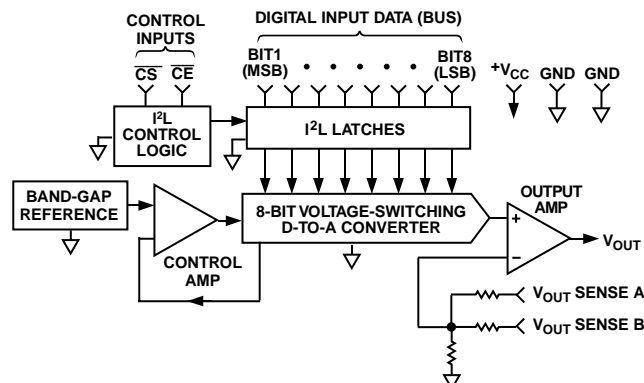 CONTROL
INPUTS
CS CE
DIGITAL INPUT DATA (BUS)
BIT1
(MSB)
BIT8
(LSB)
+VCC GND GND
I2L
CONTROL
LOGIC
I2L LATCHES
BAND-GAP
REFERENCE
CONTROL
AMP
8-BIT VOLTAGE-SWITCHING
D-TO-A CONVERTER
OUTPUT
AMP
+
–
VOUT
VOUT SENSE A
VOUT SENSE B